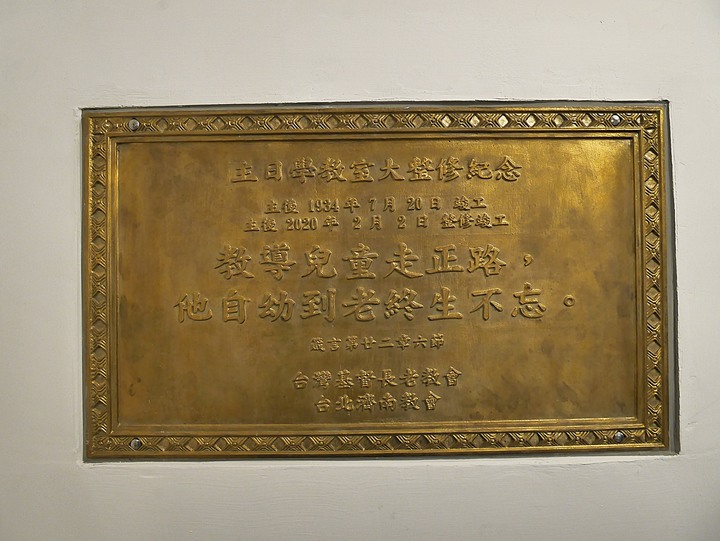 主日學教室大整修紀念
主後 1934 年 7 月 20 日 竣工
主後 2020 年 2 月 2 日 整修竣工
教導兒童走正路，
他自幼到老終生不忘。
箴言第廿二章六節
台灣基督長老教會
台北濟南教會